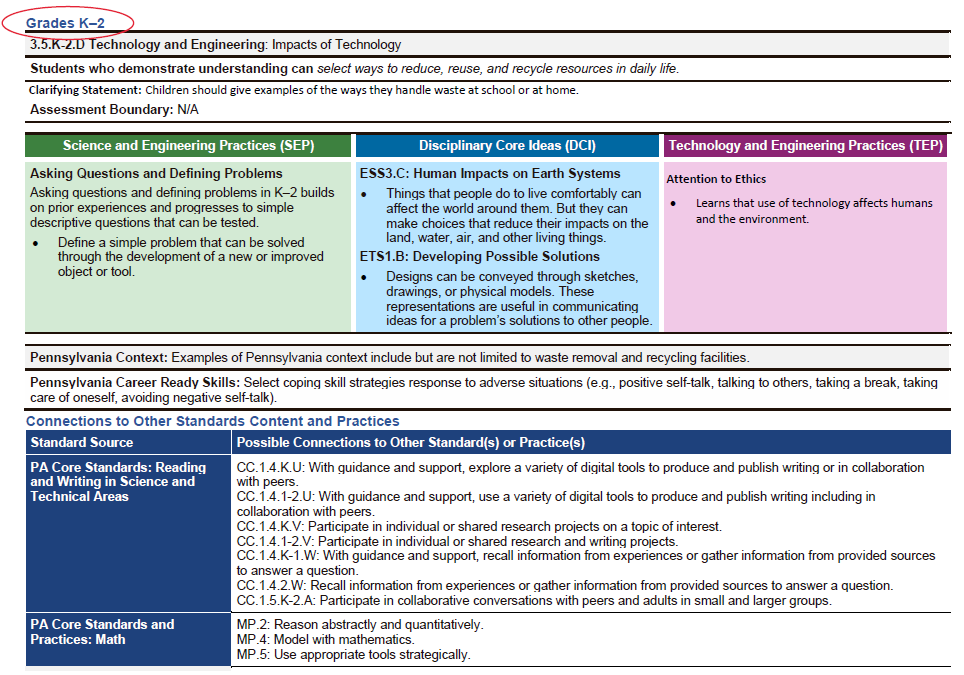 Grades K–2
3.5.K-2.D Technology and Engineering: Impacts of Technology
Students who demonstrate understanding can select ways to reduce, reuse, and recycle resources in daily life.
Clarifying Statement: Children should give examples of the ways they handle waste at school or at home.
Assessment Boundary: N/A
Science and Engineering Practices (SEP)
Asking Questions and Defining Problems
Asking questions and defining problems in K–2 builds
on prior experiences and progresses to simple
descriptive questions that can be tested.
• Define a simple problem that can be solved
through the development of a new or improved
object or tool.
Disciplinary Core Ideas (DCI)
ESS3.C: Human Impacts on Earth Systems
• Things that people do to live comfortably can
affect the world around them. But they can
make choices that reduce their impacts on the
land, water, air, and other living things.
ETS1.B: Developing Possible Solutions
• Designs can be conveyed through sketches,
drawings, or physical models. These
representations are useful in communicating
ideas for a problem's solutions to other people.
Technology and Engineering Practices (TEP)
Attention to Ethics
• Learns that use of technology affects humans
and the environment.
Pennsylvania Context: Examples of Pennsylvania context include but are not limited to waste removal and recycling facilities.
Pennsylvania Career Ready Skills: Select coping skill strategies response to adverse situations (e.g., positive self-talk, talking to others, taking a break, taking
care of oneself, avoiding negative self-talk).
Connections to Other Standards Content and Practices
Standard Source
Possible Connections to Other Standard(s) or Practice(s)
PA Core Standards: Reading
and Writing in Science and
Technical Areas
CC.1.4.K.U: With guidance and support, explore a variety of digital tools to produce and publish writing or in collaboration
with peers.
CC.1.4.1-2.U: With guidance and support, use a variety of digital tools to produce and publish writing including in
collaboration with peers.
CC.1.4.K.V: Participate in individual or shared research projects on a topic of interest.
CC.1.4.1-2.V: Participate in individual or shared research and writing projects.
CC.1.4.K-1.W: With guidance and support, recall information from experiences or gather information from provided sources
to answer a question.
CC.1.4.2.W: Recall information from experiences or gather information from provided sources to answer a question.
CC.1.5.K-2.A: Participate in collaborative conversations with peers and adults in small and larger groups.
PA Core Standards and
Practices: Math
MP.2: Reason abstractly and quantitatively.
MP.4: Model with mathematics.
MP.5: Use appropriate tools strategically.